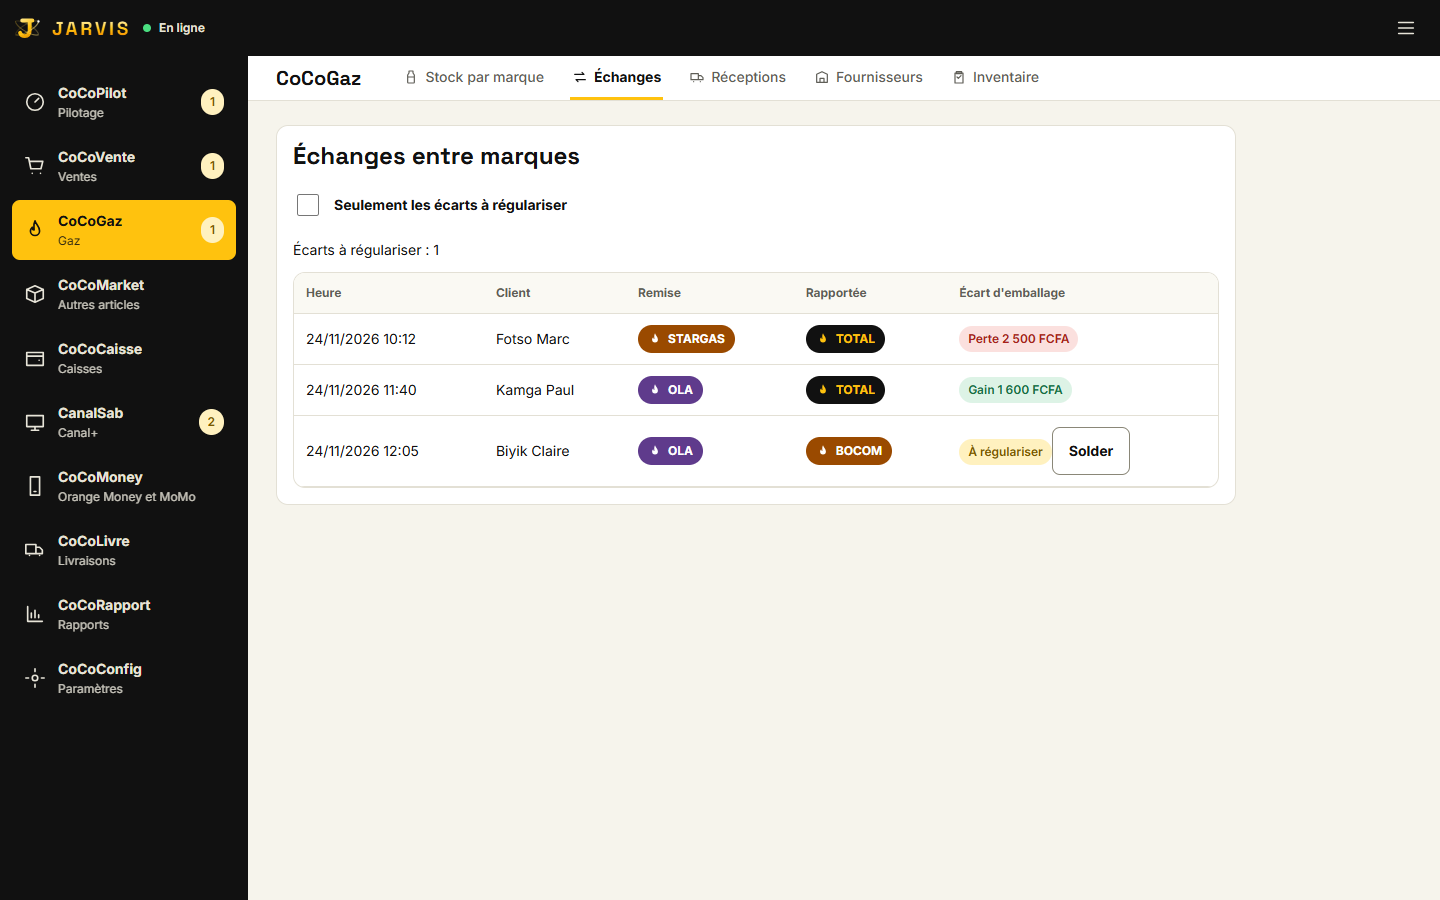 JARVIS En ligne
CoCoPilot
Pilotage
1
CoCoVente
Ventes
1
CoCoGaz
Gaz
1
CoCoMarket
Autres articles
CoCoCaisse
Caisses
CanalSab
Canal+
2
CoCoMoney
Orange Money et MoMo
CoCoLivre
Livraisons
CoCoRapport
Rapports
CoCoConfig
Paramètres
CoCoGaz Stock par marque Échanges Réceptions Fournisseurs Inventaire
Échanges entre marques
Seulement les écarts à régulariser
Écarts à régulariser : 1
Heure Client Remise Rapportée Écart d'emballage
24/11/2026 10:12 Fotso Marc STARGAS TOTAL Perte 2 500 FCFA
24/11/2026 11:40 Kamga Paul OLA TOTAL Gain 1 600 FCFA
24/11/2026 12:05 Biyik Claire OLA BOCOM À régulariser Solder